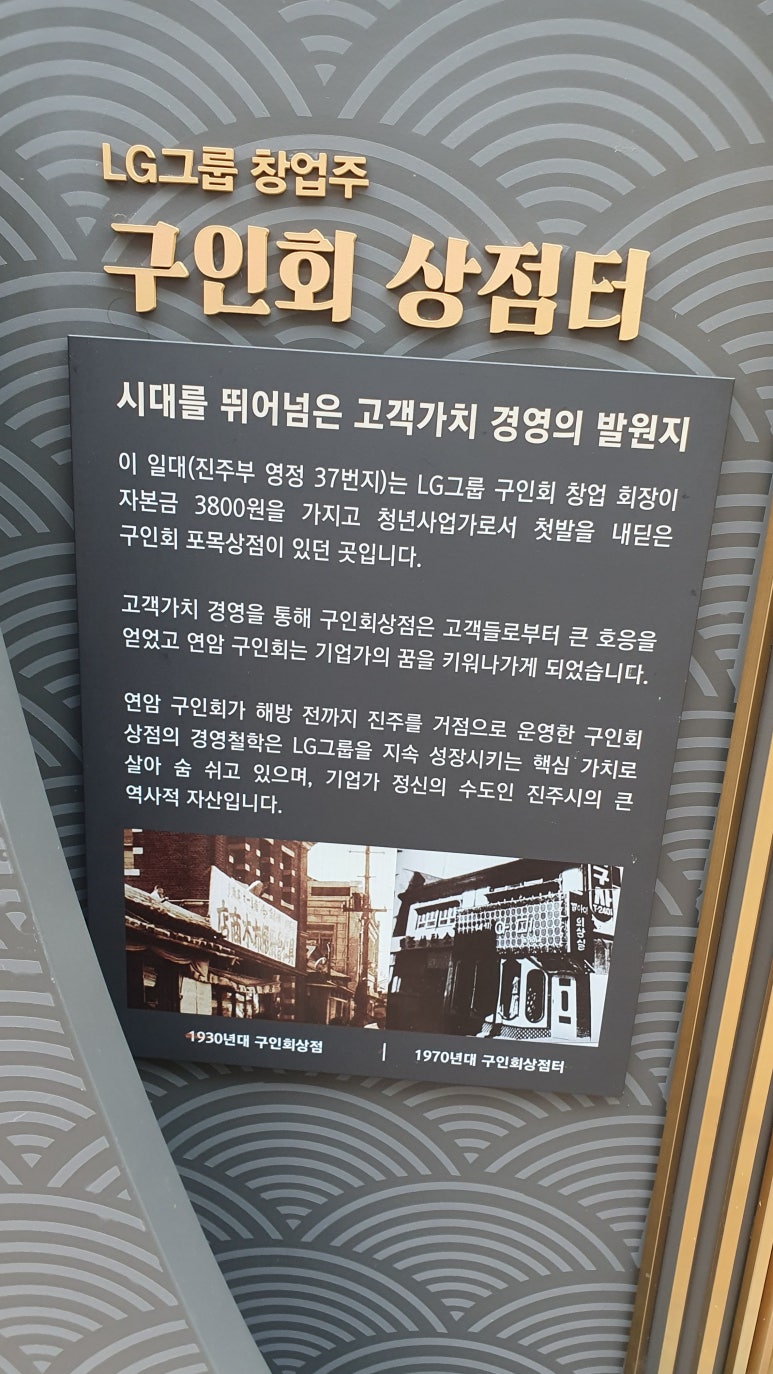 LG그룹 창업주
구인회 상점터
시대를 뛰어넘은 고객가치 경영의 발원지
이 일대(진주부 영정 37번지)는 LG그룹 구인회 창업 회장이
자본금 3800원을 가지고 청년사업가로서 첫발을 내딛은
구인회 포목상점이 있던 곳입니다.
고객가치 경영을 통해 구인회상점은 고객들로부터 큰 호응을
얻었고 연암 구인회는 기업가의 꿈을 키워나가게 되었습니다.
연암 구인회가 해방 전까지 진주를 거점으로 운영한 구인회
상점의 경영철학은 LG그룹을 지속 성장시키는 핵심 가치로
살아 숨 쉬고 있으며, 기업가 정신의 수도인 진주시의 큰
역사적 자산입니다.
의상실
1930년대 구인회상점 | 1970년대 구인회상점터